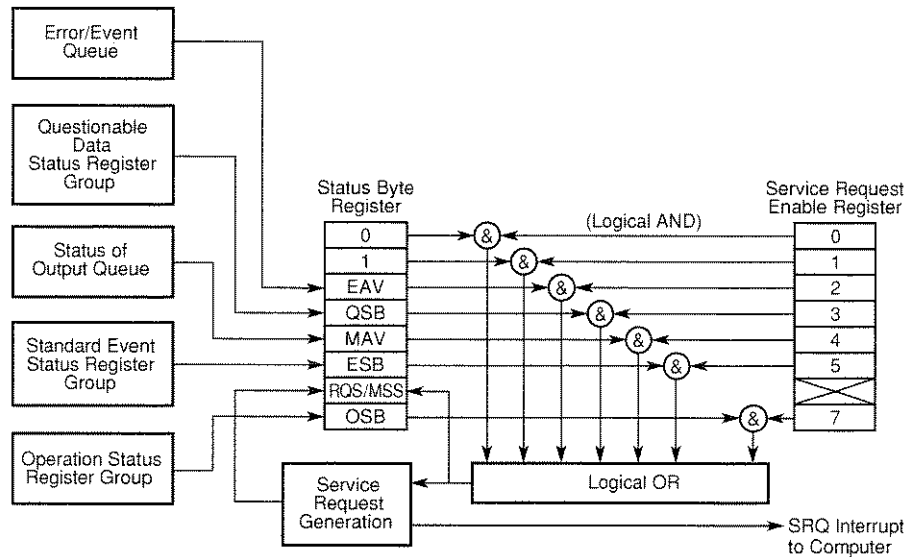 Error/Event
Queue
Questionable
Data
Status Register
Group
Status of
Output Queue
Standard Event
Status Register
Group
Operation Status
Register Group
Status Byte
Register
0
1
EAV
QSB
MAV
ESB
RQS/MSS
OSB
(Logical AND)
&
&
&
&
&
&
&
Service Request
Enable Register
0
1
2
3
4
5
7
Service
Request
Generation
Logical OR
SRQ Interrupt
to Computer